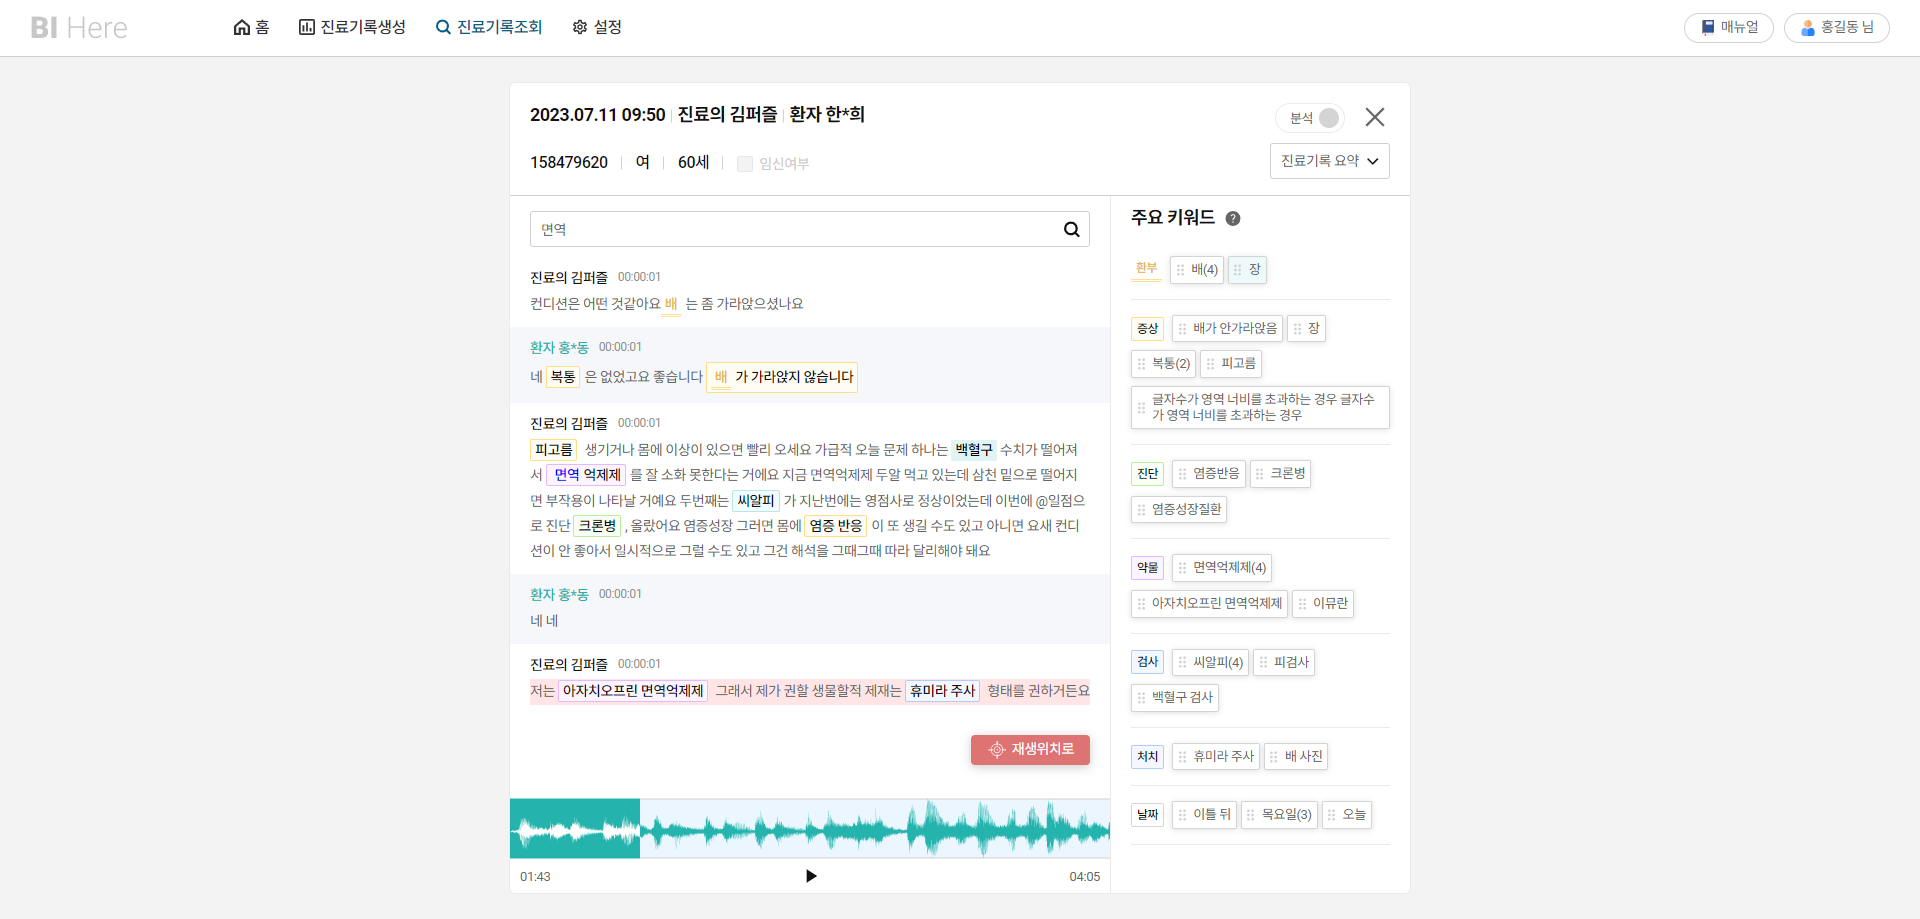 BI Here
홈
진료기록생성
진료기록조회
설정
매뉴얼
홍길동 님
2023.07.11 09:50 | 진료의 김퍼즐 | 환자 한*희
분석
158479620 | 여 | 60세 | 임신여부
진료기록 요약
면역
진료의 김퍼즐 00:00:01
컨디션은 어떤 것같아요 배 는 좀 가라앉으셨나요
환자 홍*동 00:00:01
네 복통 은 없었고요 좋습니다 배 가 가라앉지 않습니다
진료의 김퍼즐 00:00:01
피고름 생기거나 몸에 이상이 있으면 빨리 오세요 가급적 오늘 문제 하나는 백혈구 수치가 떨어져
서 면역 억제제 를 잘 소화 못한다는 거에요 지금 면역억제제 두알 먹고 있는데 삼천 밑으로 떨어지
면 부작용이 나타날 거예요 두번째는 씨알피 가 지난번에는 영점사로 정상이었는데 이번에 @일점으
로 진단 크론병 , 올랐어요 염증성장 그러면 몸에 염증 반응 이 또 생길 수도 있고 아니면 요새 컨디
션이 안 좋아서 일시적으로 그럴 수도 있고 그건 해석을 그때그때 따라 달리해야 돼요
환자 홍*동 00:00:01
네 네
진료의 김퍼즐 00:00:01
저는 아자치오프린 면역억제제 그래서 제가 권할 생물할적 제재는 휴미라 주사 형태를 권하거든요
재생위치로
01:43
04:05
주요 키워드 ?
환부 배(4) 장
증상 배가 안가라앉음 장
복통(2) 피고름
글자수가 영역 너비를 초과하는 경우 글자수
가 영역 너비를 초과하는 경우
진단 염증반응 크론병
염증성장질환
약물 면역억제제(4)
아자치오프린 면역억제제 이뮤란
검사 씨알피(4) 피검사
백혈구 검사
처치 휴미라 주사 배 사진
날짜 이틀 뒤 목요일(3) 오늘